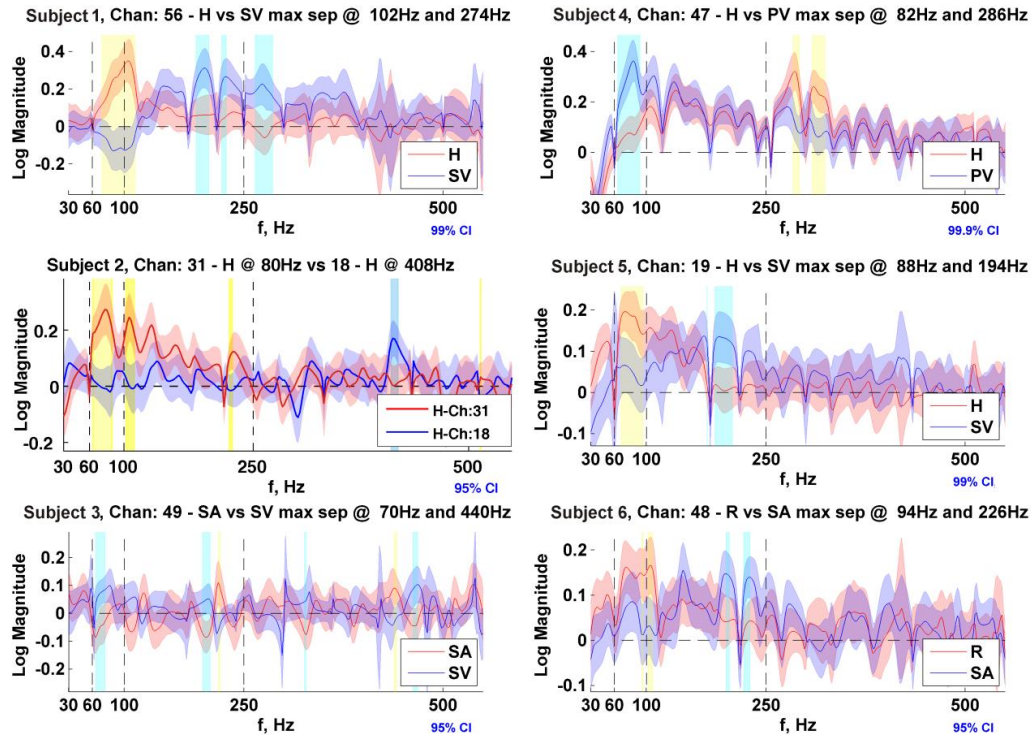 Subject 1, Chan: 56 - H vs SV max sep @ 102Hz and 274Hz
Log Magnitude
0.4
0.2
0
-0.2
H
SV
30 60 100 250 500
f, Hz
99% CI
Subject 4, Chan: 47 - H vs PV max sep @ 82Hz and 286Hz
Log Magnitude
0.4
0.2
0
H
PV
30 60 100 250 500
f, Hz
99.9% CI
Subject 2, Chan: 31 - H @ 80Hz vs 18 - H @ 408Hz
Log Magnitude
0.2
0
-0.2
H-Ch:31
H-Ch:18
30 60 100 250 500
f, Hz
95% CI
Subject 5, Chan: 19 - H vs SV max sep @ 88Hz and 194Hz
Log Magnitude
0.2
0.1
0
-0.1
H
SV
30 60 100 250 500
f, Hz
99% CI
Subject 3, Chan: 49 - SA vs SV max sep @ 70Hz and 440Hz
Log Magnitude
0.2
0.1
0
-0.1
-0.2
SA
SV
30 60 100 250 500
f, Hz
95% CI
Subject 6, Chan: 48 - R vs SA max sep @ 94Hz and 226Hz
Log Magnitude
0.2
0.1
0
-0.1
R
SA
30 60 100 250 500
f, Hz
95% CI